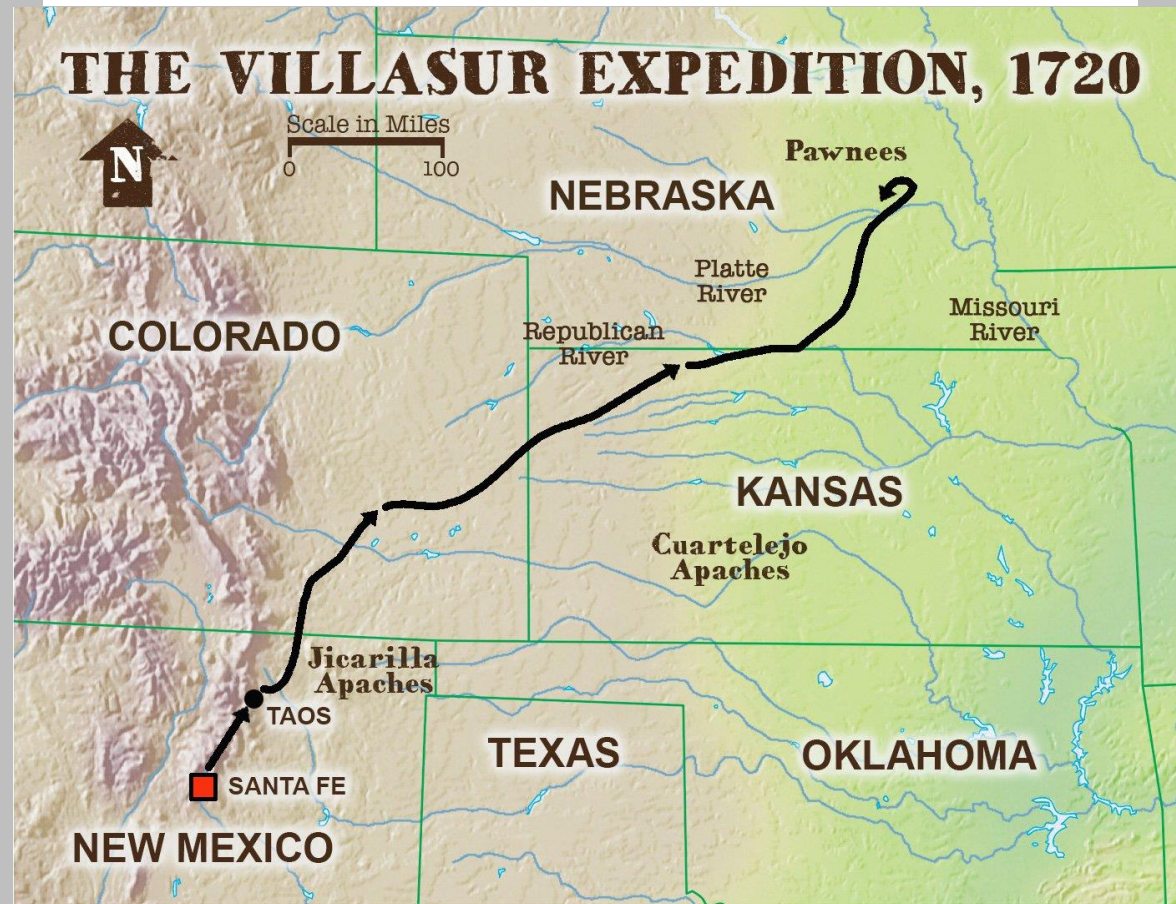 THE VILLASUR EXPEDITION, 1720
Scale in Miles
0 100
N
Pawnees
NEBRASKA
Platte
River
Missouri
River
Republican
River
COLORADO
KANSAS
Cuartelejo
Apaches
Jicarilla
Apaches
TAOS
TEXAS
OKLAHOMA
SANTA FE
NEW MEXICO